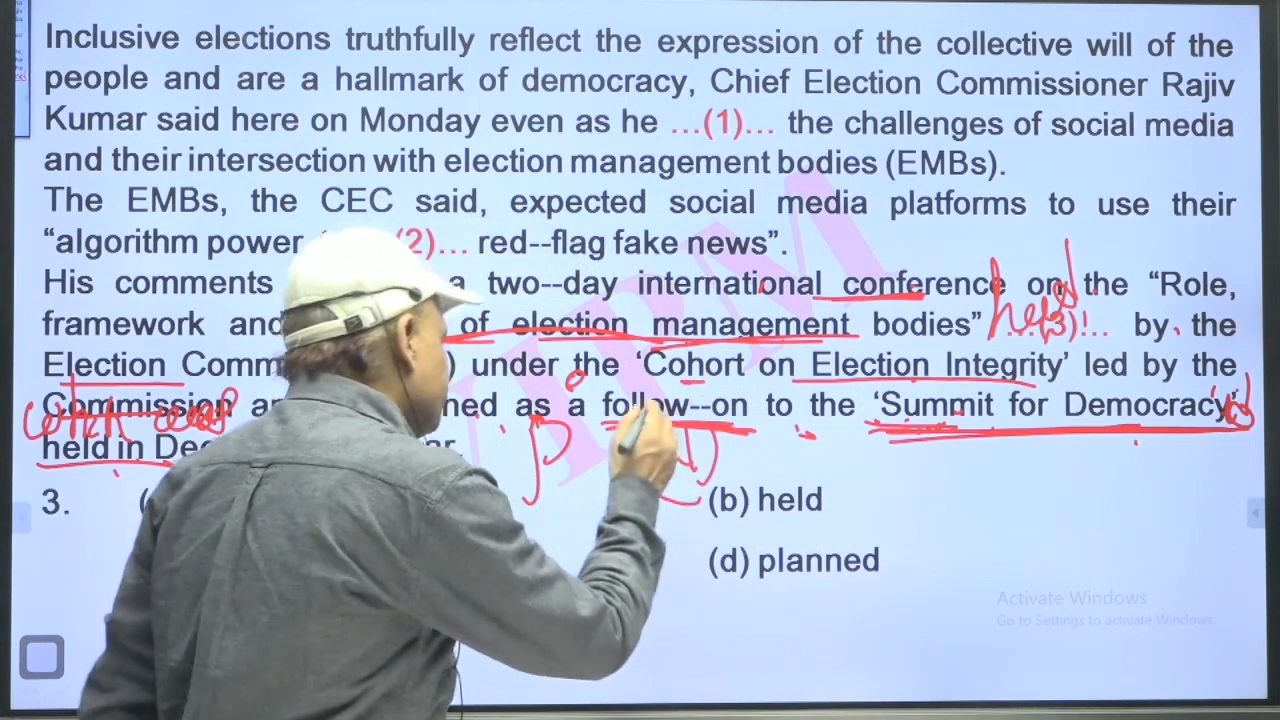 Inclusive elections truthfully reflect the expression of the collective will of the
people and are a hallmark of democracy, Chief Election Commissioner Rajiv
Kumar said here on Monday even as he ...(1)... the challenges of social media
and their intersection with election management bodies (EMBs).
The EMBs, the CEC said, expected social media platforms to use their
“algorithm power (2)... red--flag fake news”.
His comments a two--day international conference on the “Role,
framework and of election management bodies” held ...(3)... by the
Election Comm ) under the ‘Cohort on Election Integrity’ led by the
Commission an ned as a follow--on to the ‘Summit for Democracy’
held in De ar.
3. ( (b) held
(d) planned
Activate Windows
Go to Settings to activate Windows.